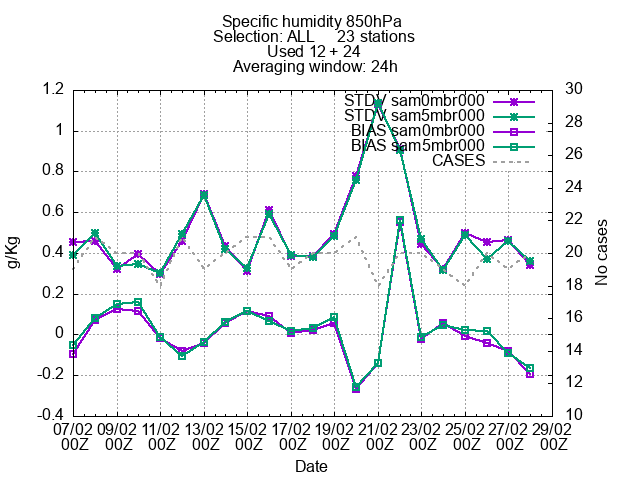 Specific humidity 850hPa
Selection: ALL 23 stations
Used 12 + 24
Averaging window: 24h
1.2
1
0.8
0.6
0.4
0.2
0
-0.2
-0.4
g/Kg
STDV sam0mbr000
STDV sam5mbr000
BIAS sam0mbr000
BIAS sam5mbr000
CASES
30
28
26
24
22
20
18
16
14
12
10
No cases
07/02 09/02 11/02 13/02 15/02 17/02 19/02 21/02 23/02 25/02 27/02 29/02
00Z 00Z 00Z 00Z 00Z 00Z 00Z 00Z 00Z 00Z 00Z 00Z
Date